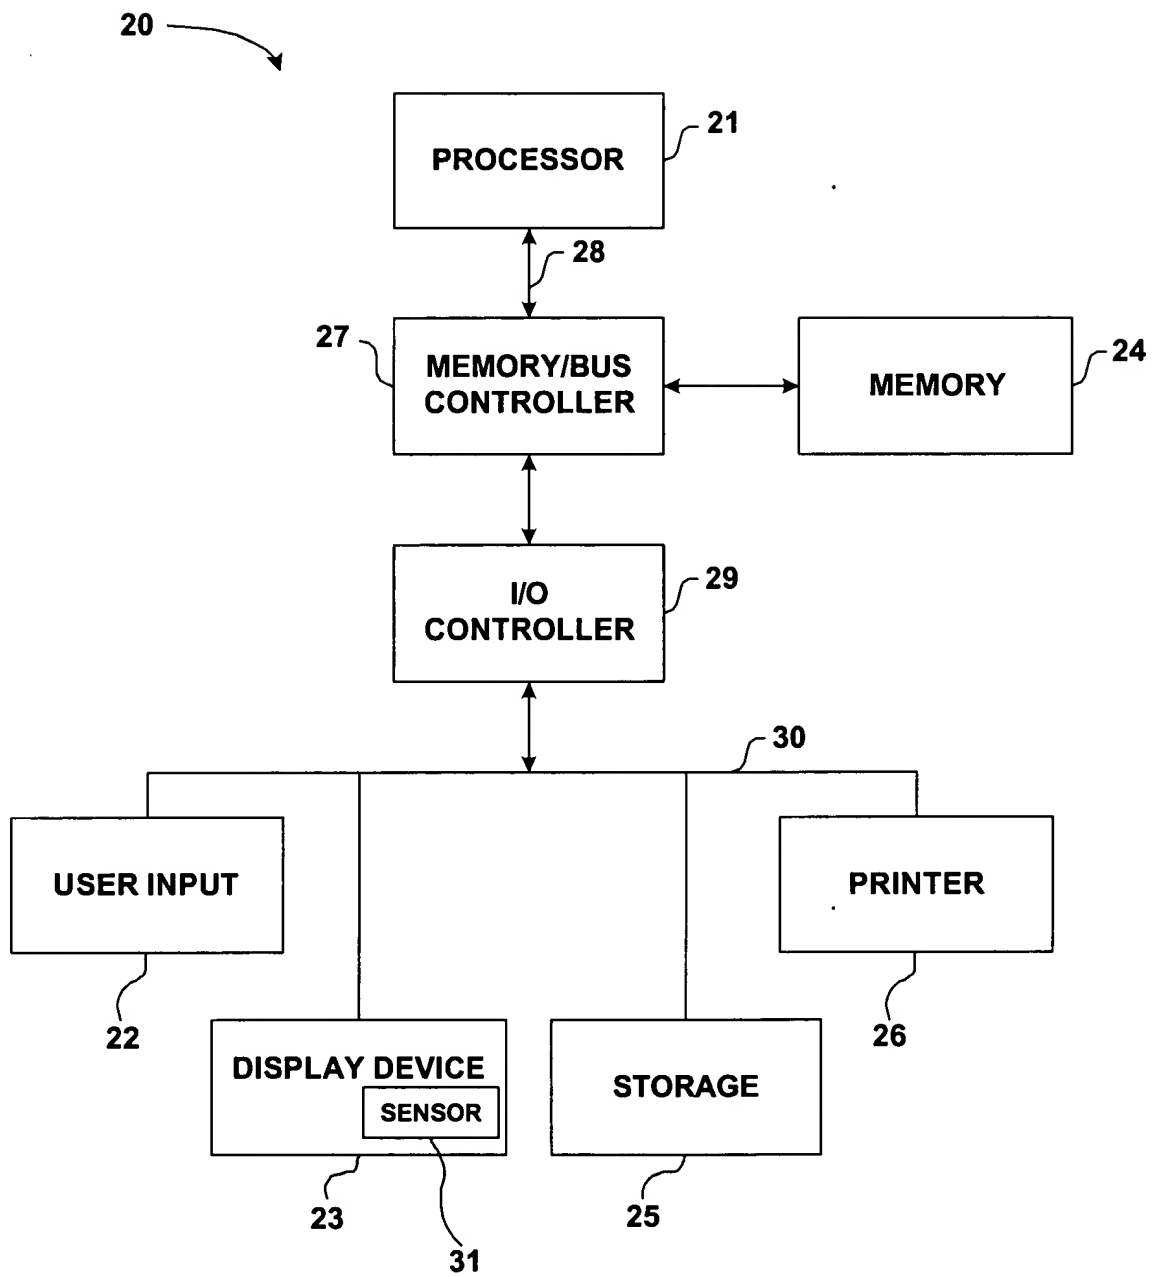 20
PROCESSOR
21
28
27
MEMORY/BUS
CONTROLLER
MEMORY
24
I/O
CONTROLLER
29
30
USER INPUT
PRINTER
22
26
DISPLAY DEVICE
SENSOR
STORAGE
23
25
31